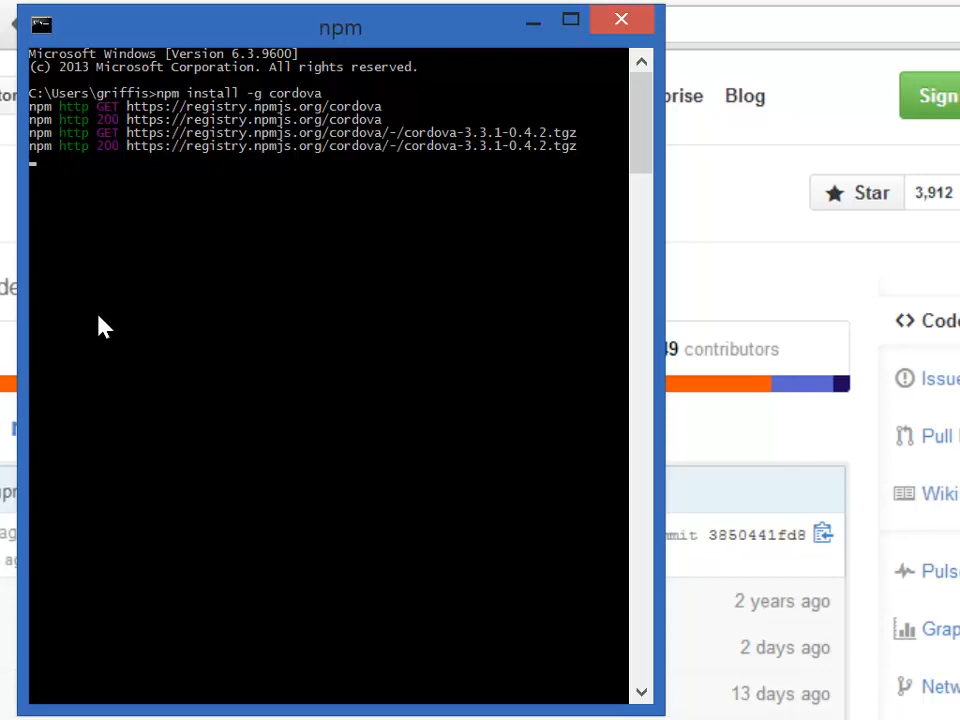 npm
Microsoft Windows [Version 6.3.9600]
(c) 2013 Microsoft Corporation. All rights reserved.
C:\Users\griffis>npm install -g cordova
npm http GET https://registry.npmjs.org/cordova
npm http 200 https://registry.npmjs.org/cordova
npm http GET https://registry.npmjs.org/cordova/-/cordova-3.3.1-0.4.2.tgz
npm http 200 https://registry.npmjs.org/cordova/-/cordova-3.3.1-0.4.2.tgz
Blog
Sign
Star 3,912
contributors
Code
Issue
Pull
Wiki
3850441fd8
Pulse
2 years ago
Grap
2 days ago
Netw
13 days ago